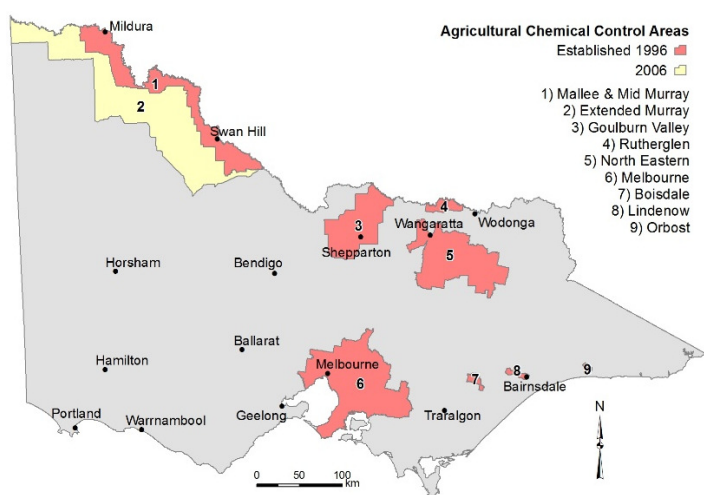 Agricultural Chemical Control Areas
Established 1996
2006
1) Mallee & Mid Murray
2) Extended Murray
3) Goulburn Valley
4) Rutherglen
5) North Eastern
6) Melbourne
7) Boisdale
8) Lindenow
9) Orbost
Mildura
1
2
Swan Hill
4
Wangaratta
Wodonga
3
Shepparton
5
Horsham
Bendigo
Ballarat
Hamilton
Melbourne
6
7
8
9
Bairnsdale
Portland
Warrnambool
Geelong
Traralgon
N
0 25 50 100
km